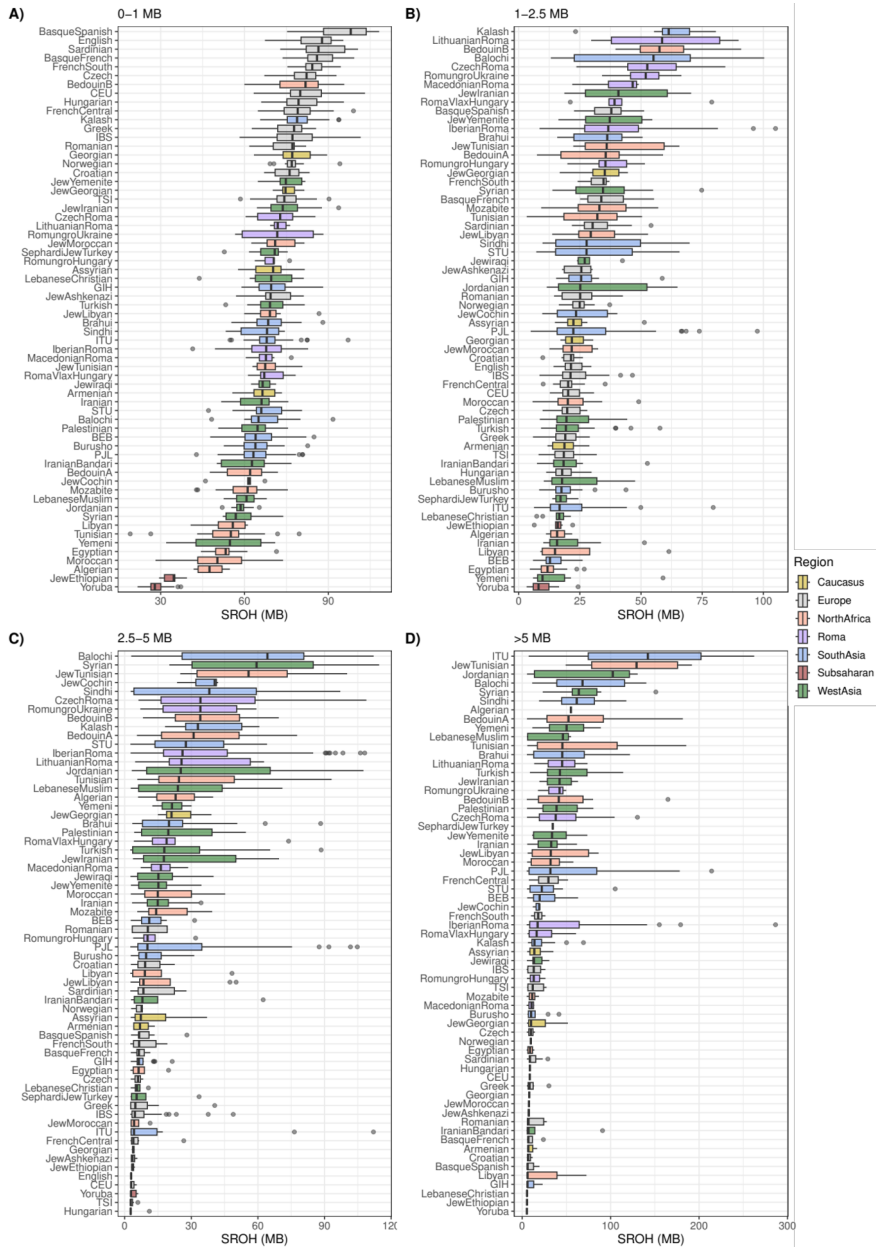 A)
0−1 MB
BasqueSpanish
English
Sardinian
BasqueFrench
FrenchSouth
Czech
BedouinB
CEU
Hungarian
FrenchCentral
Kalash
Greek
IBS
Romanian
Georgian
Norwegian
Croatian
JewYemenite
JewGeorgian
TSI
JewIranian
CzechRoma
LithuanianRoma
RomungroUkraine
JewMoroccan
SephardiJewTurkey
RomungroHungary
Assyrian
LebaneseChristian
GIH
JewAshkenazi
Turkish
JewLibyan
Brahui
Sindhi
ITU
IberianRoma
MacedonianRoma
JewTunisian
RomaVlaxHungary
Jewiraqi
Armenian
Iranian
STU
Balochi
Palestinian
BEB
Burusho
PJL
IranianBandari
BedouinA
JewCochin
Mozabite
LebaneseMuslim
Jordanian
Syrian
Libyan
Tunisian
Yemeni
Egyptian
Moroccan
Algerian
JewEthiopian
Yoruba
30 60 90
SROH (MB)
B)
1−2.5 MB
Kalash
LithuanianRoma
BedouinB
Balochi
CzechRoma
RomungroUkraine
MacedonianRoma
JewIranian
RomaVlaxHungary
BasqueSpanish
JewYemenite
IberianRoma
Brahui
JewTunisian
BedouinA
RomungroHungary
JewGeorgian
FrenchSouth
Syrian
BasqueFrench
Mozabite
Tunisian
Sardinian
JewLibyan
Sindhi
STU
Jewiraqi
JewAshkenazi
GIH
Jordanian
Romanian
Norwegian
JewCochin
Assyrian
PJL
Georgian
JewMoroccan
Croatian
English
IBS
FrenchCentral
CEU
Moroccan
Czech
Palestinian
Turkish
Greek
Armenian
TSI
IranianBandari
Hungarian
LebaneseMuslim
Burusho
SephardiJewTurkey
ITU
LebaneseChristian
JewEthiopian
Algerian
Iranian
Libyan
BEB
Egyptian
Yemeni
Yoruba
0 25 50 75 100
SROH (MB)
Region
Caucasus
Europe
NorthAfrica
Roma
SouthAsia
Subsaharan
WestAsia
C)
2.5−5 MB
Balochi
Syrian
JewTunisian
JewCochin
Sindhi
CzechRoma
RomungroUkraine
BedouinB
Kalash
BedouinA
STU
IberianRoma
LithuanianRoma
Jordanian
Tunisian
LebaneseMuslim
Algerian
Yemeni
JewGeorgian
Brahui
Palestinian
RomaVlaxHungary
Turkish
JewIranian
MacedonianRoma
Jewiraqi
JewYemenite
Moroccan
Iranian
Mozabite
BEB
Romanian
RomungroHungary
PJL
Burusho
Croatian
Libyan
JewLibyan
Sardinian
IranianBandari
Norwegian
Assyrian
Armenian
BasqueSpanish
FrenchSouth
BasqueFrench
GIH
Egyptian
Czech
LebaneseChristian
SephardiJewTurkey
Greek
IBS
JewMoroccan
ITU
FrenchCentral
Georgian
JewAshkenazi
JewEthiopian
English
CEU
Yoruba
TSI
Hungarian
0 30 60 90 120
SROH (MB)
D)
>5 MB
ITU
JewTunisian
Jordanian
Balochi
Syrian
Sindhi
Algerian
BedouinA
Yemeni
LebaneseMuslim
Tunisian
Brahui
LithuanianRoma
Turkish
JewIranian
RomungroUkraine
BedouinB
Palestinian
CzechRoma
SephardiJewTurkey
JewYemenite
Iranian
JewLibyan
Moroccan
PJL
FrenchCentral
STU
BEB
JewCochin
FrenchSouth
IberianRoma
RomaVlaxHungary
Kalash
Assyrian
Jewiraqi
IBS
RomungroHungary
TSI
Mozabite
MacedonianRoma
Burusho
JewGeorgian
Czech
Norwegian
Egyptian
Sardinian
Hungarian
CEU
Greek
Georgian
JewMoroccan
JewAshkenazi
Romanian
IranianBandari
BasqueFrench
Armenian
Croatian
BasqueSpanish
Libyan
GIH
LebaneseChristian
JewEthiopian
Yoruba
0 100 200 300
SROH (MB)